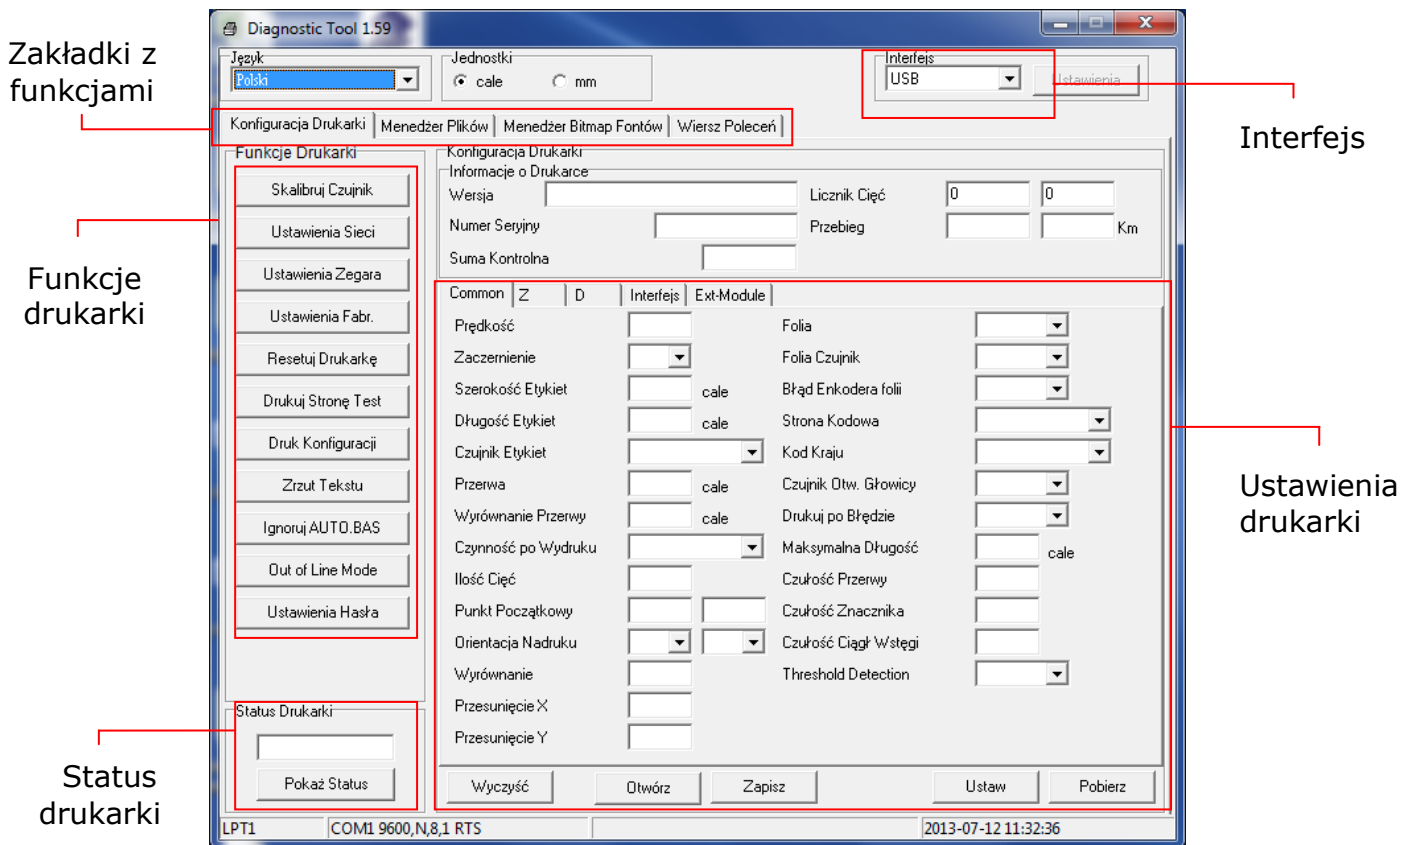 Zakładki z
funkcjami
Funkcje
drukarki
Status
drukarki
Interfejs
Ustawienia
drukarki
Diagnostic Tool 1.59
Język
Polski
Jednostki
cale mm
Interfejs
USB Ustawienia
Konfiguracja Drukarki Menedżer Plików Menedżer Bitmap Fontów Wiersz Poleceń
Funkcje Drukarki
Skalibruj Czujnik
Ustawienia Sieci
Ustawienia Zegara
Ustawienia Fabr.
Resetuj Drukarkę
Drukuj Stronę Test
Druk Konfiguracji
Zrzut Tekstu
Ignoruj AUTO.BAS
Out of Line Mode
Ustawienia Hasła
Status Drukarki
Pokaż Status
Konfiguracja Drukarki
Informacje o Drukarce
Wersja Licznik Cięć 0 0
Numer Seryjny Przebieg Km
Suma Kontrolna
Common Z D Interfejs Ext-Module
Prędkość Folia
Zaczernienie Folia Czujnik
Szerokość Etykiet cale Błąd Enkodera folii
Długość Etykiet cale Strona Kodowa
Czujnik Etykiet Kod Kraju
Przerwa cale Czujnik Otw. Głowicy
Wyrównanie Przerwy cale Drukuj po Błędzie
Czynność po Wydruku Maksymalna Długość cale
Ilość Cięć Czułość Przerwy
Punkt Początkowy Czułość Znacznika
Orientacja Nadruku Czułość Ciągł Wstęgi
Wyrównanie Threshold Detection
Przesunięcie X
Przesunięcie Y
Wyczyść Otwórz Zapisz Ustaw Pobierz
LPT1 COM1 9600,N,8,1 RTS 2013-07-12 11:32:36